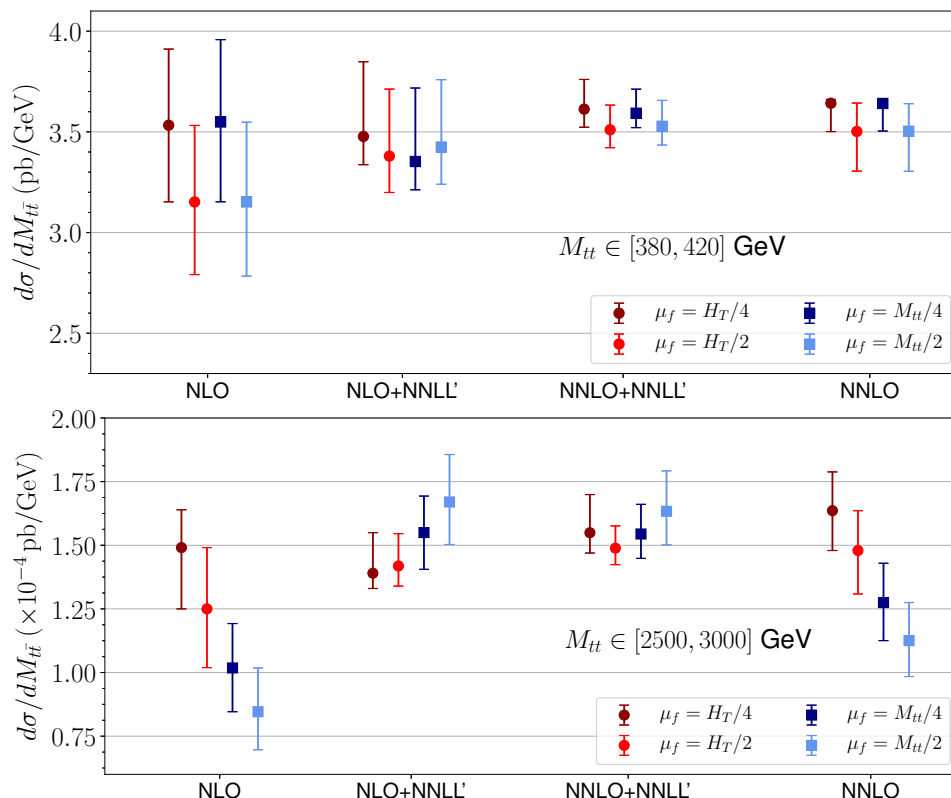 4.0
3.5
3.0
2.5
dσ/dM_{tt̄} (pb/GeV)
M_{tt} ∈ [380, 420] GeV
μ_f = H_T/4 μ_f = M_{tt}/4
μ_f = H_T/2 μ_f = M_{tt}/2
NLO NLO+NNLL' NNLO+NNLL' NNLO
2.00
1.75
1.50
1.25
1.00
0.75
dσ/dM_{tt̄} (×10⁻⁴ pb/GeV)
M_{tt} ∈ [2500, 3000] GeV
μ_f = H_T/4 μ_f = M_{tt}/4
μ_f = H_T/2 μ_f = M_{tt}/2
NLO NLO+NNLL' NNLO+NNLL' NNLO